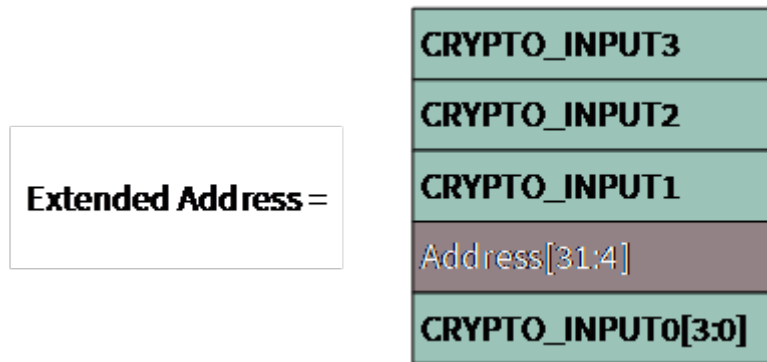 Extended Address =
CRYPTO_INPUT3
CRYPTO_INPUT2
CRYPTO_INPUT1
Address[31:4]
CRYPTO_INPUT0[3:0]